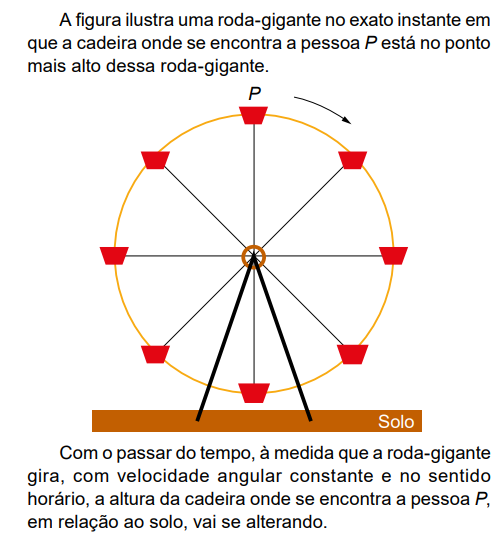 A figura ilustra uma roda-gigante no exato instante em
que a cadeira onde se encontra a pessoa P está no ponto
mais alto dessa roda-gigante.
P
Solo
Com o passar do tempo, à medida que a roda-gigante
gira, com velocidade angular constante e no sentido
horário, a altura da cadeira onde se encontra a pessoa P,
em relação ao solo, vai se alterando.